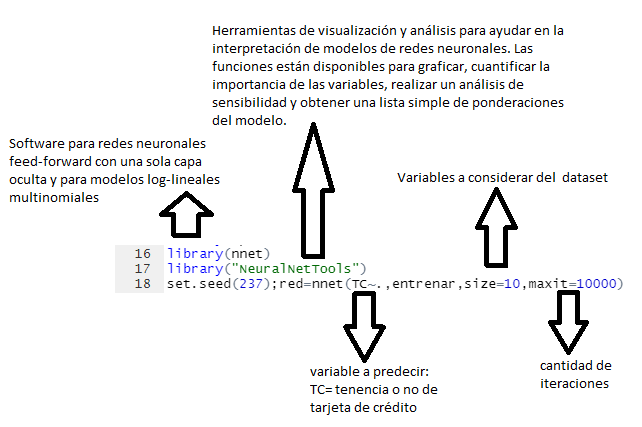 Herramientas de visualización y análisis para ayudar en la
interpretación de modelos de redes neuronales. Las
funciones están disponibles para graficar, cuantificar la
importancia de las variables, realizar un análisis de
sensibilidad y obtener una lista simple de ponderaciones
del modelo.
Software para redes neuronales
feed-forward con una sola capa
oculta y para modelos log-lineales
multinomiales
Variables a considerar del dataset
16 library(nnet)
17 library("NeuralNetTools")
18 set.seed(237);red=nnet(TC~.,entrenar,size=10,maxit=10000)
variable a predecir:
TC= tenencia o no de
tarjeta de crédito
cantidad de
iteraciones